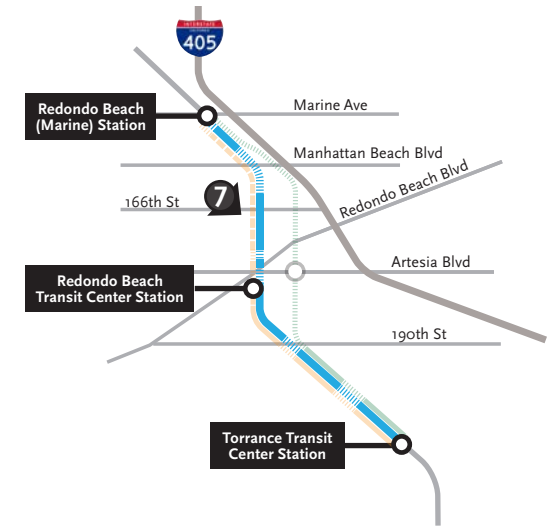 INTERSTATE
405
Redondo Beach
(Marine) Station
Marine Ave
Manhattan Beach Blvd
Redondo Beach Blvd
166th St
7
Artesia Blvd
Redondo Beach
Transit Center Station
190th St
Torrance Transit
Center Station